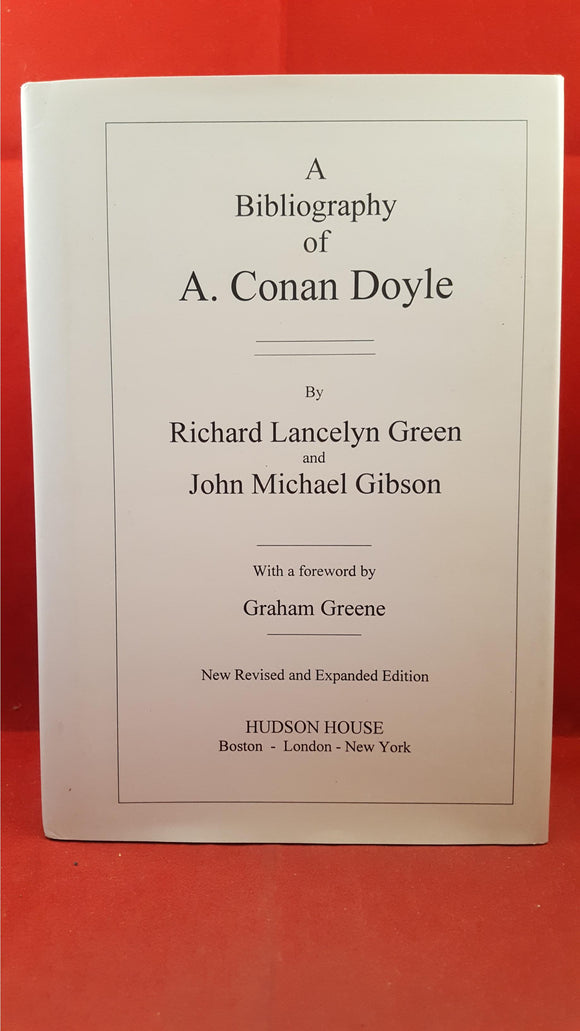 A
Bibliography
of
A. Conan Doyle
By
Richard Lancelyn Green
and
John Michael Gibson
With a foreword by
Graham Greene
New Revised and Expanded Edition
HUDSON HOUSE
Boston - London - New York